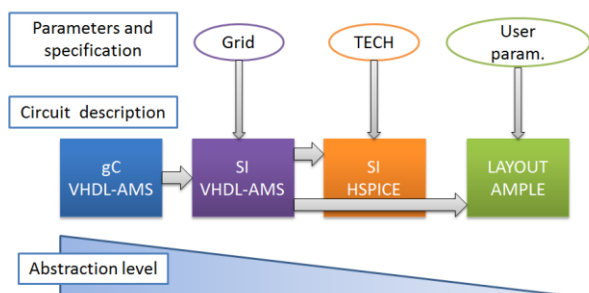 Parameters and
specification
Grid
TECH
User
param.
Circuit description
gC
VHDL-AMS
SI
VHDL-AMS
SI
HSPICE
LAYOUT
AMPLE
Abstraction level